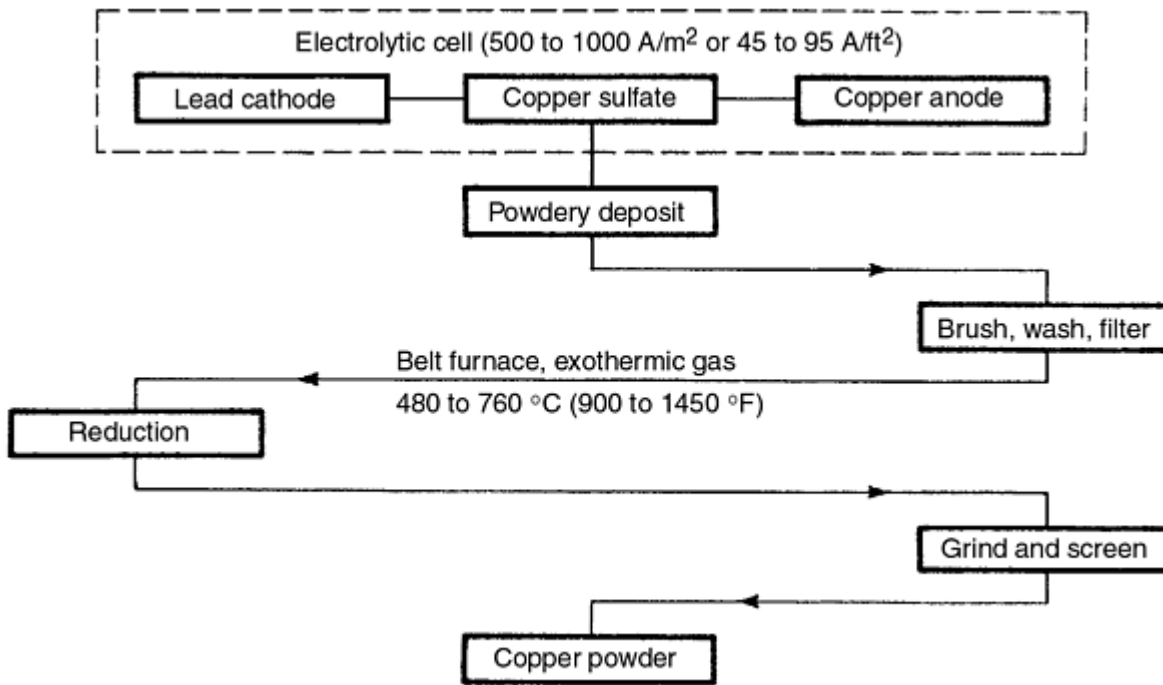 Electrolytic cell (500 to 1000 A/m² or 45 to 95 A/ft²)
Lead cathode
Copper sulfate
Copper anode
Powdery deposit
Brush, wash, filter
Belt furnace, exothermic gas
480 to 760 °C (900 to 1450 °F)
Reduction
Grind and screen
Copper powder